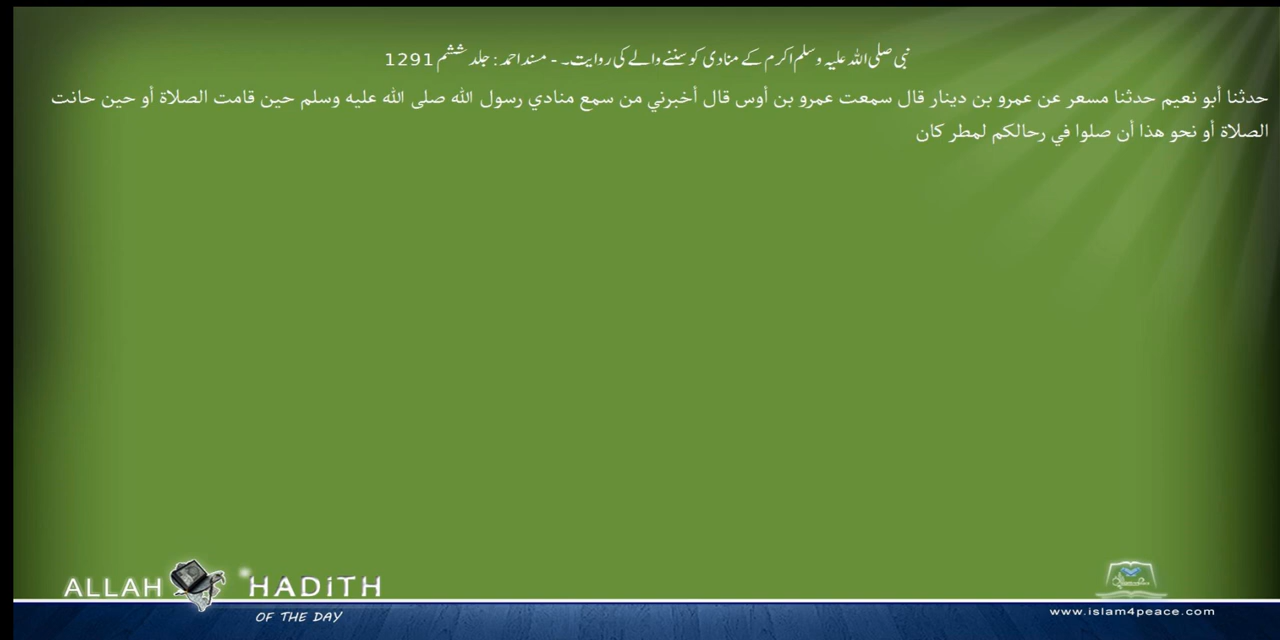 نبی صلی اللہ علیہ وسلم اکرم کے منادی کو سننے والے کی روایت۔ - مسند احمد : جلد ششم 1291
حدثنا أبو نعيم حدثنا مسعر عن عمرو بن دينار قال سمعت عمرو بن أوس قال أخبرني من سمع منادي رسول الله صلى الله عليه وسلم حين قامت الصلاة أو حين حانت
الصلاة أو نحو هذا أن صلوا في رحالكم لمطر كان
ALLAH HADITH
OF THE DAY
www.islam4peace.com